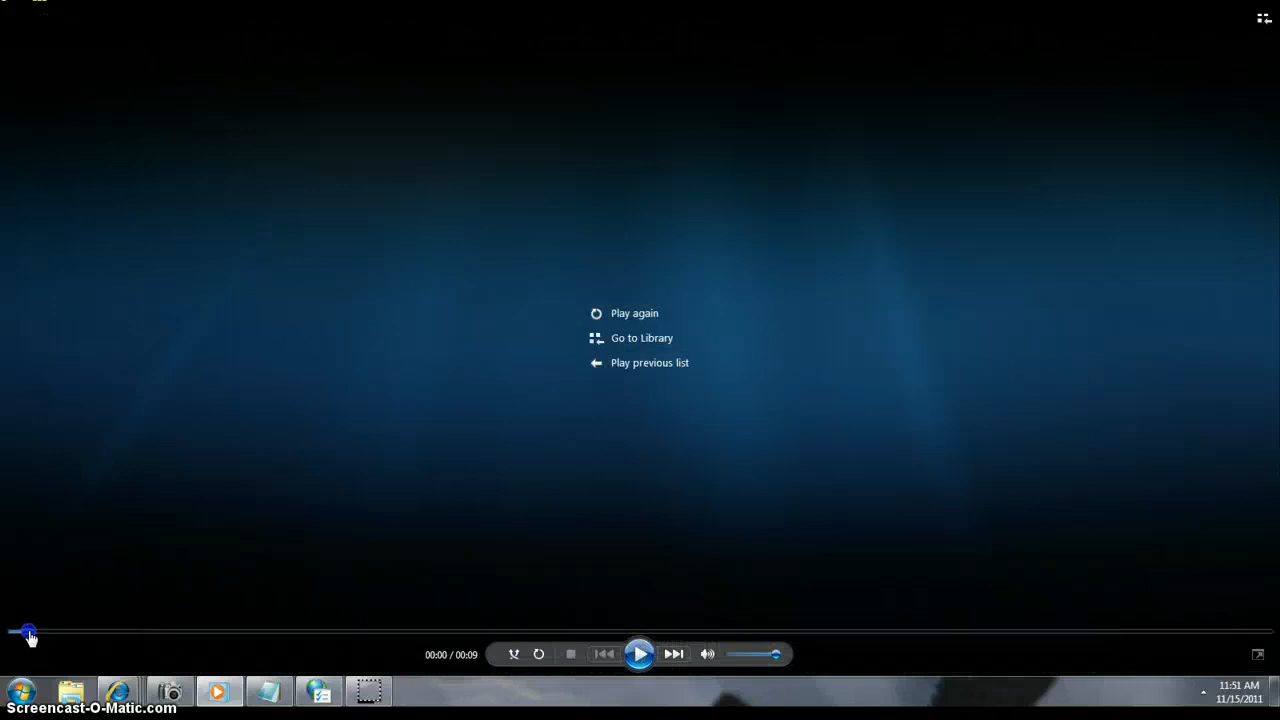 Play again
Go to Library
Play previous list
00:00 / 00:09
11:51 AM
11/15/2011
Screencast-O-Matic.com